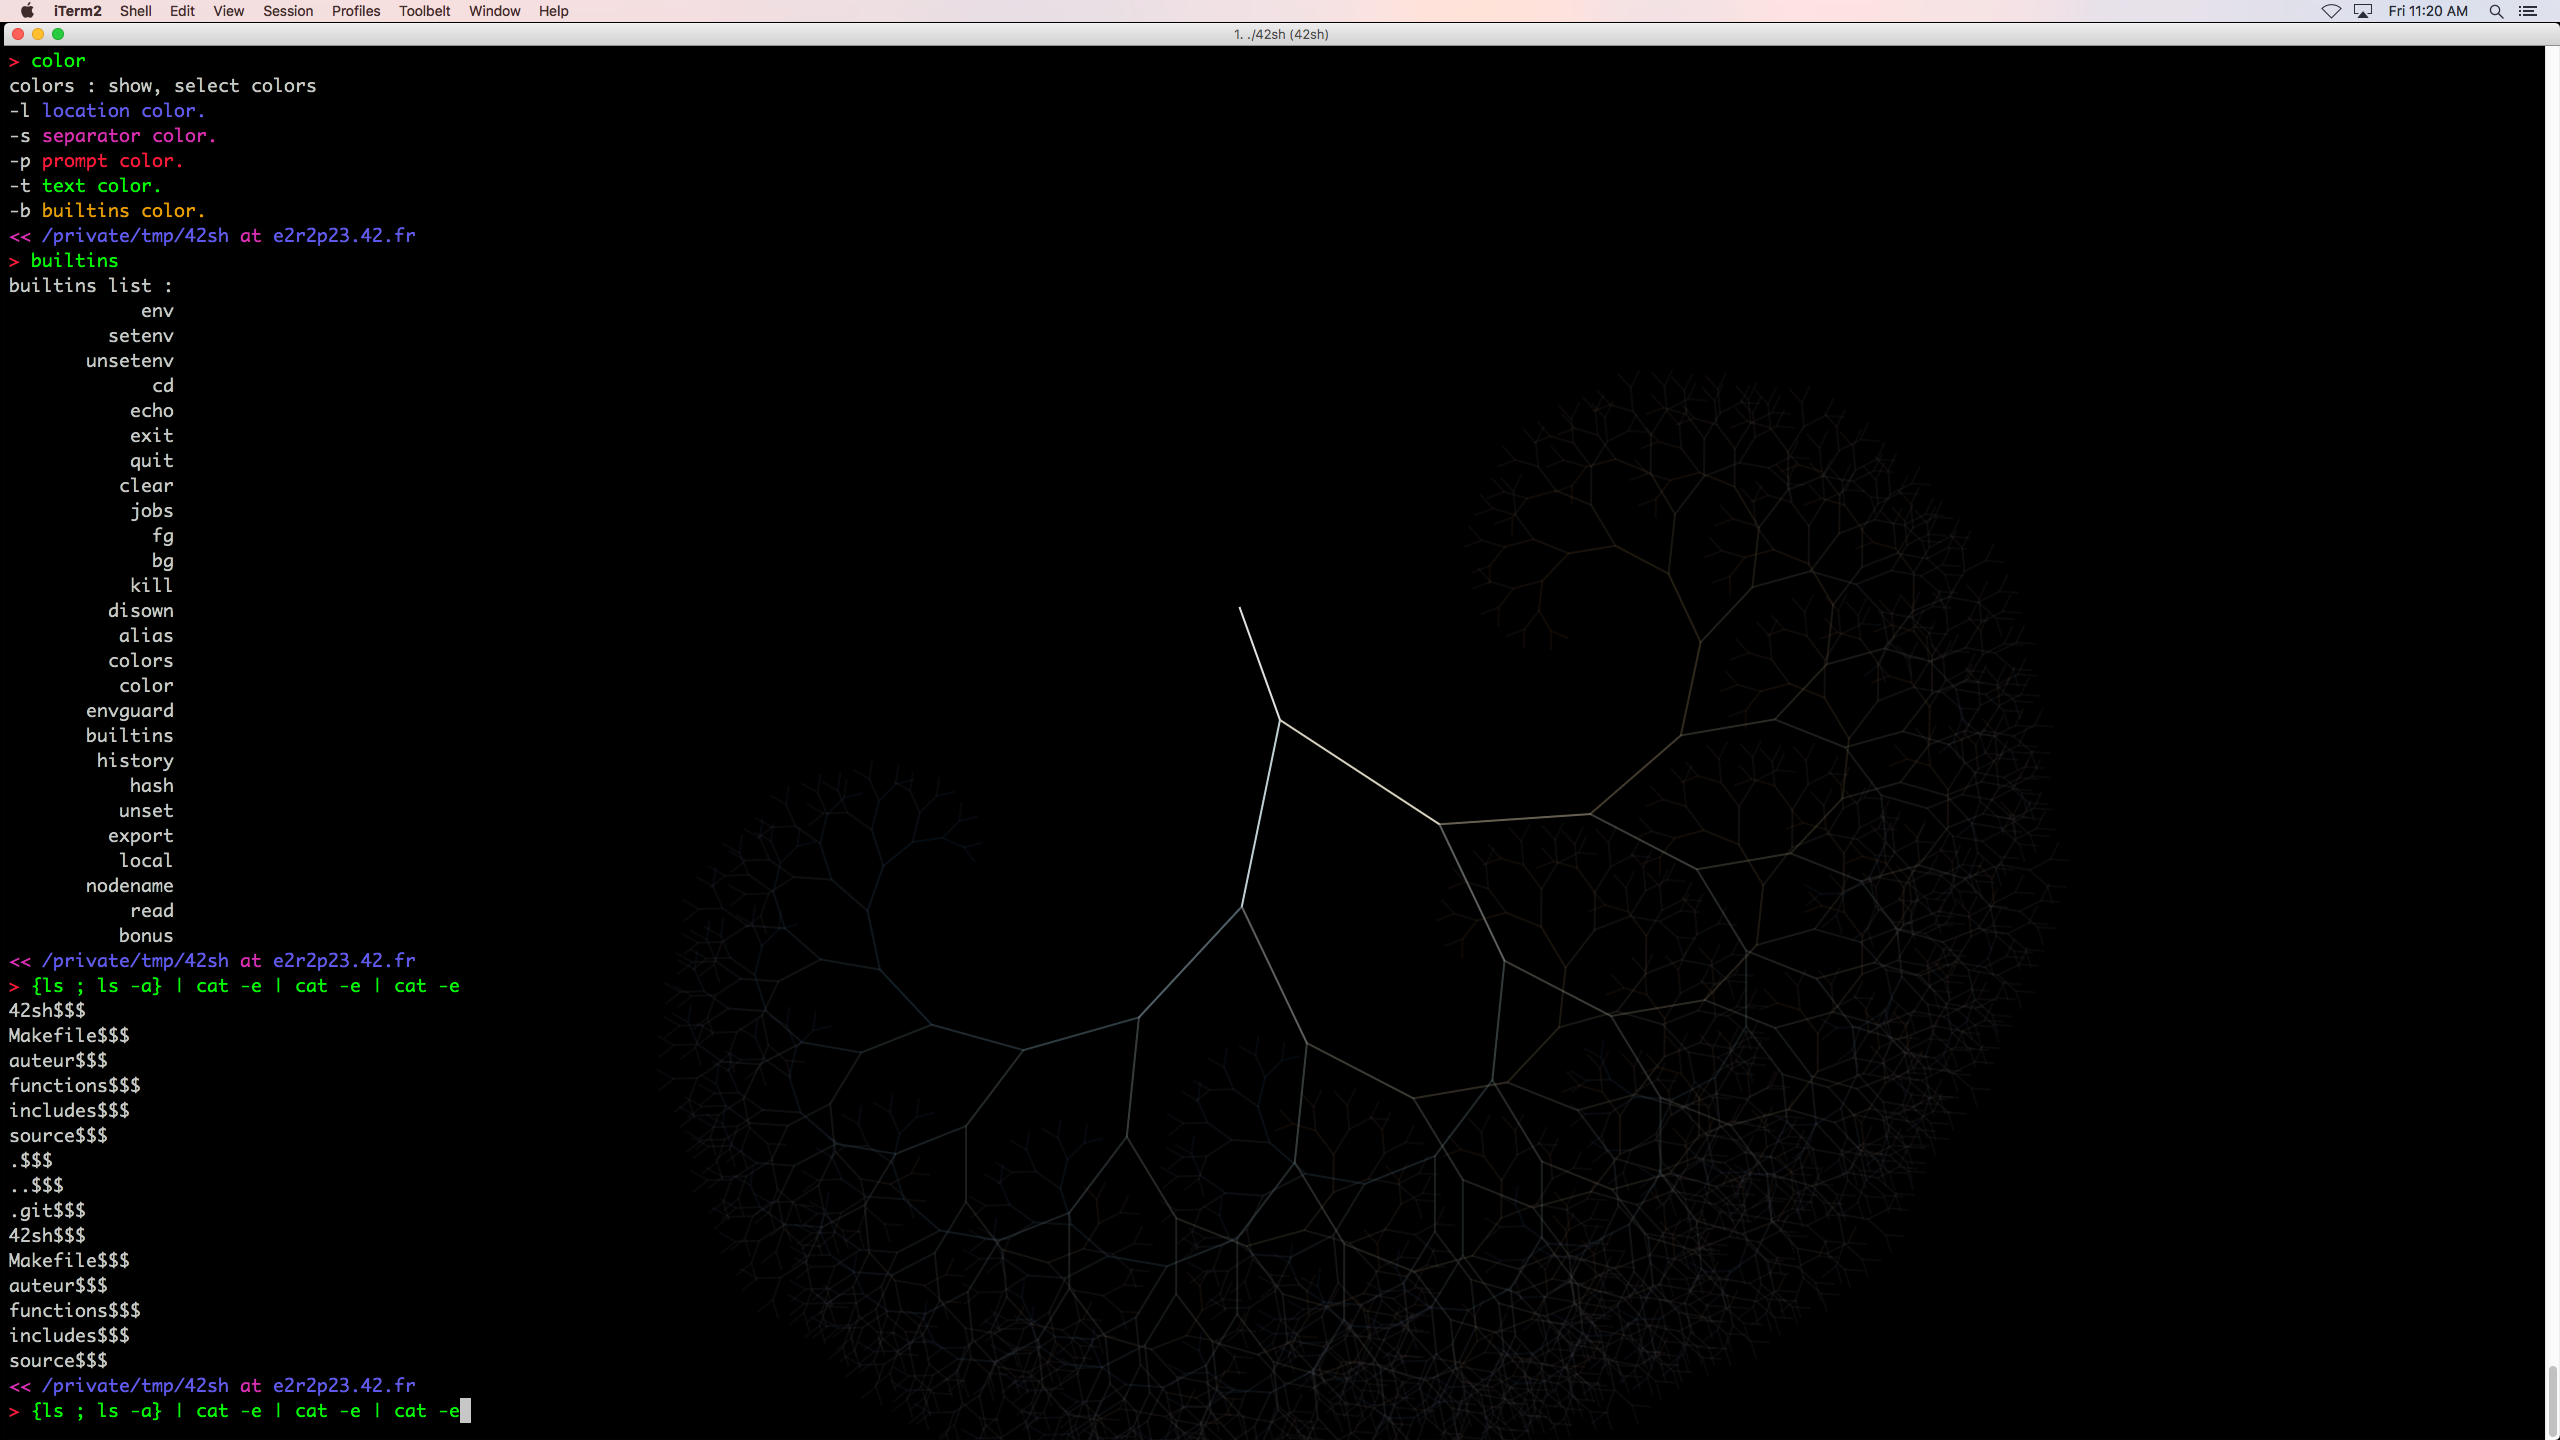 iTerm2 Shell Edit View Session Profiles Toolbelt Window Help Fri 11:20 AM
1. ./42sh (42sh)
> color
colors : show, select colors
-l location color.
-s separator color.
-p prompt color.
-t text color.
-b builtins color.
<< /private/tmp/42sh at e2r2p23.42.fr
> builtins
builtins list :
env
setenv
unsetenv
cd
echo
exit
quit
clear
jobs
fg
bg
kill
disown
alias
colors
color
envguard
builtins
history
hash
unset
export
local
nodename
read
bonus
<< /private/tmp/42sh at e2r2p23.42.fr
> {ls ; ls -a} | cat -e | cat -e | cat -e
42sh$$$
Makefile$$$
auteur$$$
functions$$$
includes$$$
source$$$
.$$$
..$$$
.git$$$
42sh$$$
Makefile$$$
auteur$$$
functions$$$
includes$$$
source$$$
<< /private/tmp/42sh at e2r2p23.42.fr
> {ls ; ls -a} | cat -e | cat -e | cat -e